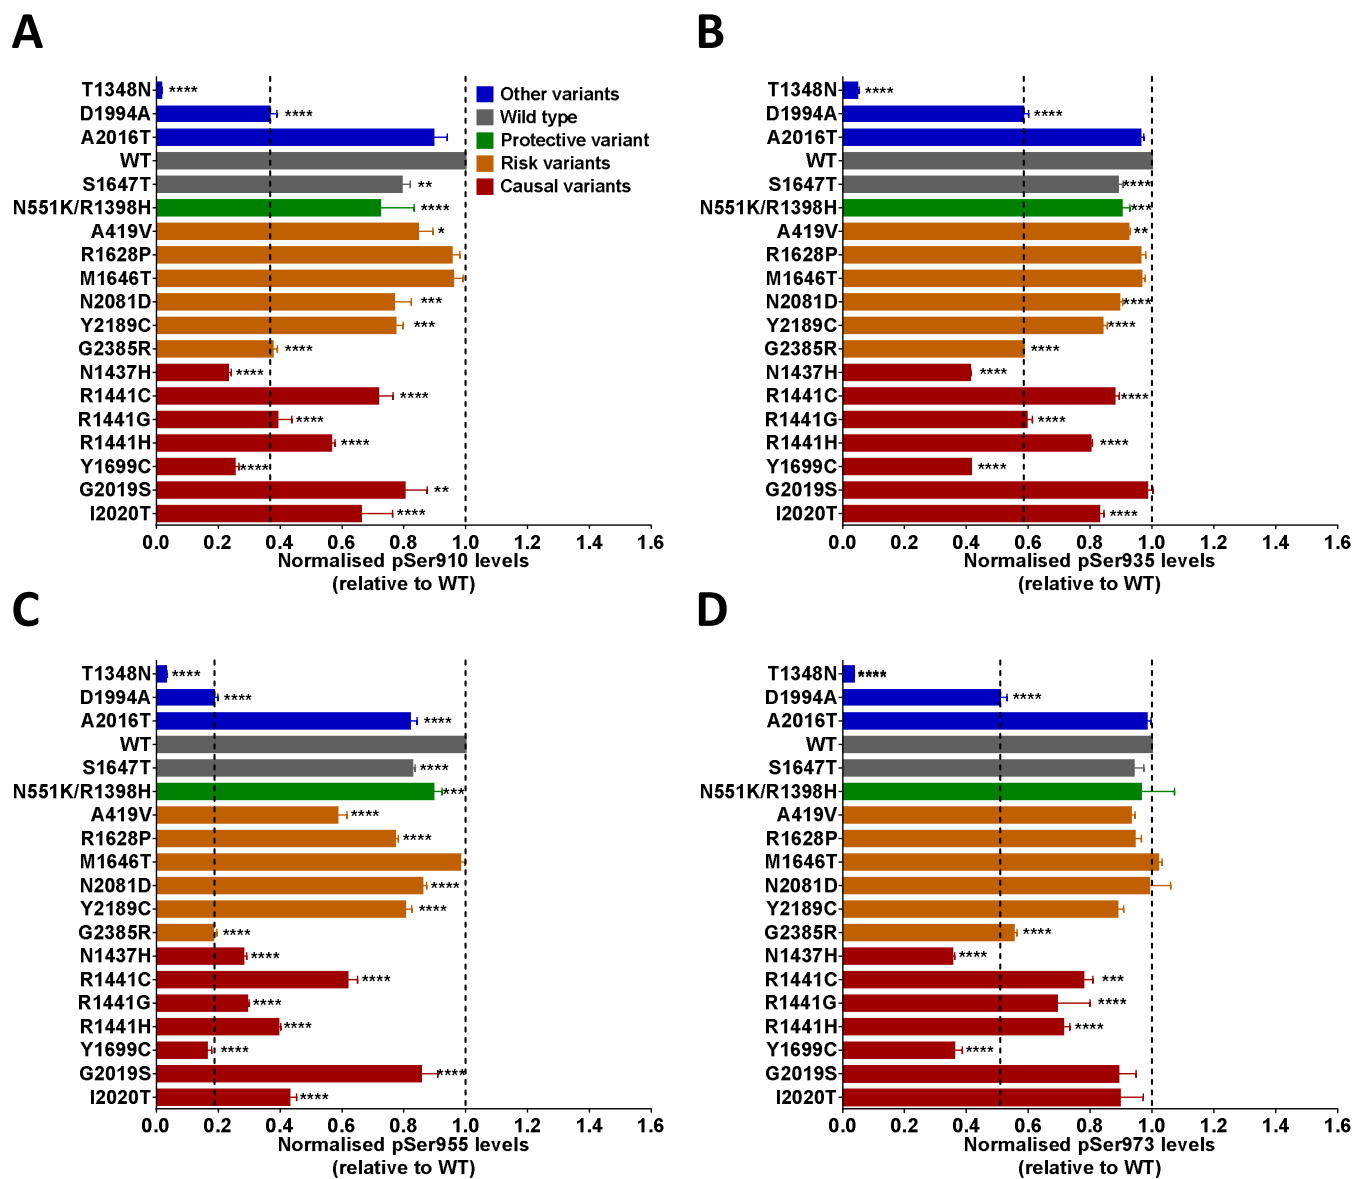 A
T1348N ****
D1994A ****
A2016T
WT
S1647T **
N551K/R1398H ****
A419V *
R1628P
M1646T
N2081D ***
Y2189C ***
G2385R ****
N1437H ****
R1441C ****
R1441G ****
R1441H ****
Y1699C ****
G2019S **
I2020T ****
0.0 0.2 0.4 0.6 0.8 1.0 1.2 1.4 1.6
Normalised pSer910 levels
(relative to WT)
Other variants
Wild type
Protective variant
Risk variants
Causal variants
B
T1348N ****
D1994A ****
A2016T
WT
S1647T ****
N551K/R1398H ***
A419V **
R1628P
M1646T
N2081D ****
Y2189C ****
G2385R ****
N1437H ****
R1441C ****
R1441G ****
R1441H ****
Y1699C ****
G2019S
I2020T ****
0.0 0.2 0.4 0.6 0.8 1.0 1.2 1.4 1.6
Normalised pSer935 levels
(relative to WT)
C
T1348N ****
D1994A ****
A2016T ****
WT
S1647T ****
N551K/R1398H ***
A419V ****
R1628P ****
M1646T
N2081D ****
Y2189C ****
G2385R ****
N1437H ****
R1441C ****
R1441G ****
R1441H ****
Y1699C ****
G2019S ****
I2020T ****
0.0 0.2 0.4 0.6 0.8 1.0 1.2 1.4 1.6
Normalised pSer955 levels
(relative to WT)
D
T1348N ****
D1994A ****
A2016T
WT
S1647T
N551K/R1398H
A419V
R1628P
M1646T
N2081D
Y2189C
G2385R ****
N1437H ****
R1441C ***
R1441G ****
R1441H ****
Y1699C ****
G2019S
I2020T
0.0 0.2 0.4 0.6 0.8 1.0 1.2 1.4 1.6
Normalised pSer973 levels
(relative to WT)